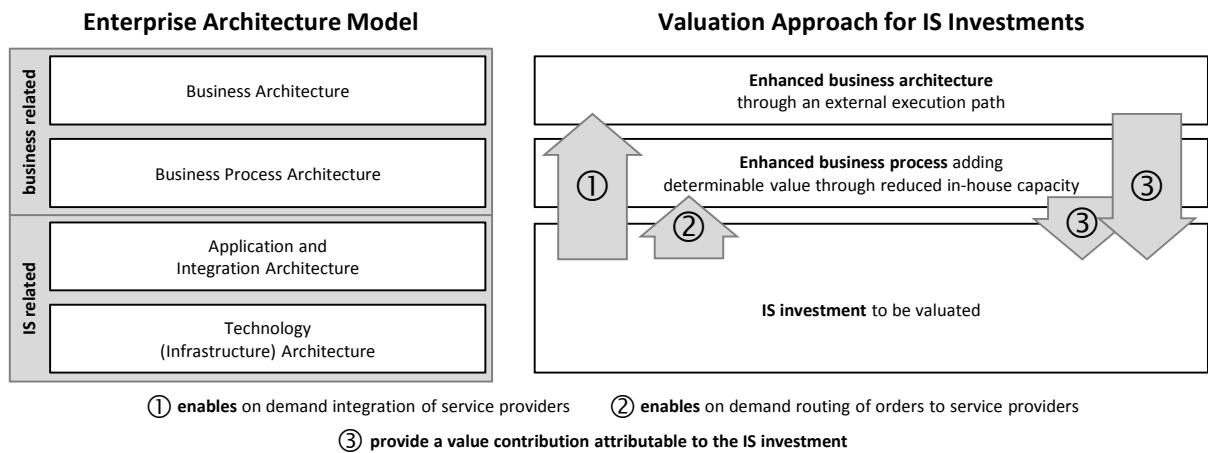 Enterprise Architecture Model
business related
Business Architecture
Business Process Architecture
IS related
Application and
Integration Architecture
Technology
(Infrastructure) Architecture
Valuation Approach for IS Investments
Enhanced business architecture
through an external execution path
Enhanced business process adding
determinable value through reduced in-house capacity
①
②
③
③
IS investment to be valued
① enables on demand integration of service providers ② enables on demand routing of orders to service providers
③ provide a value contribution attributable to the IS investment